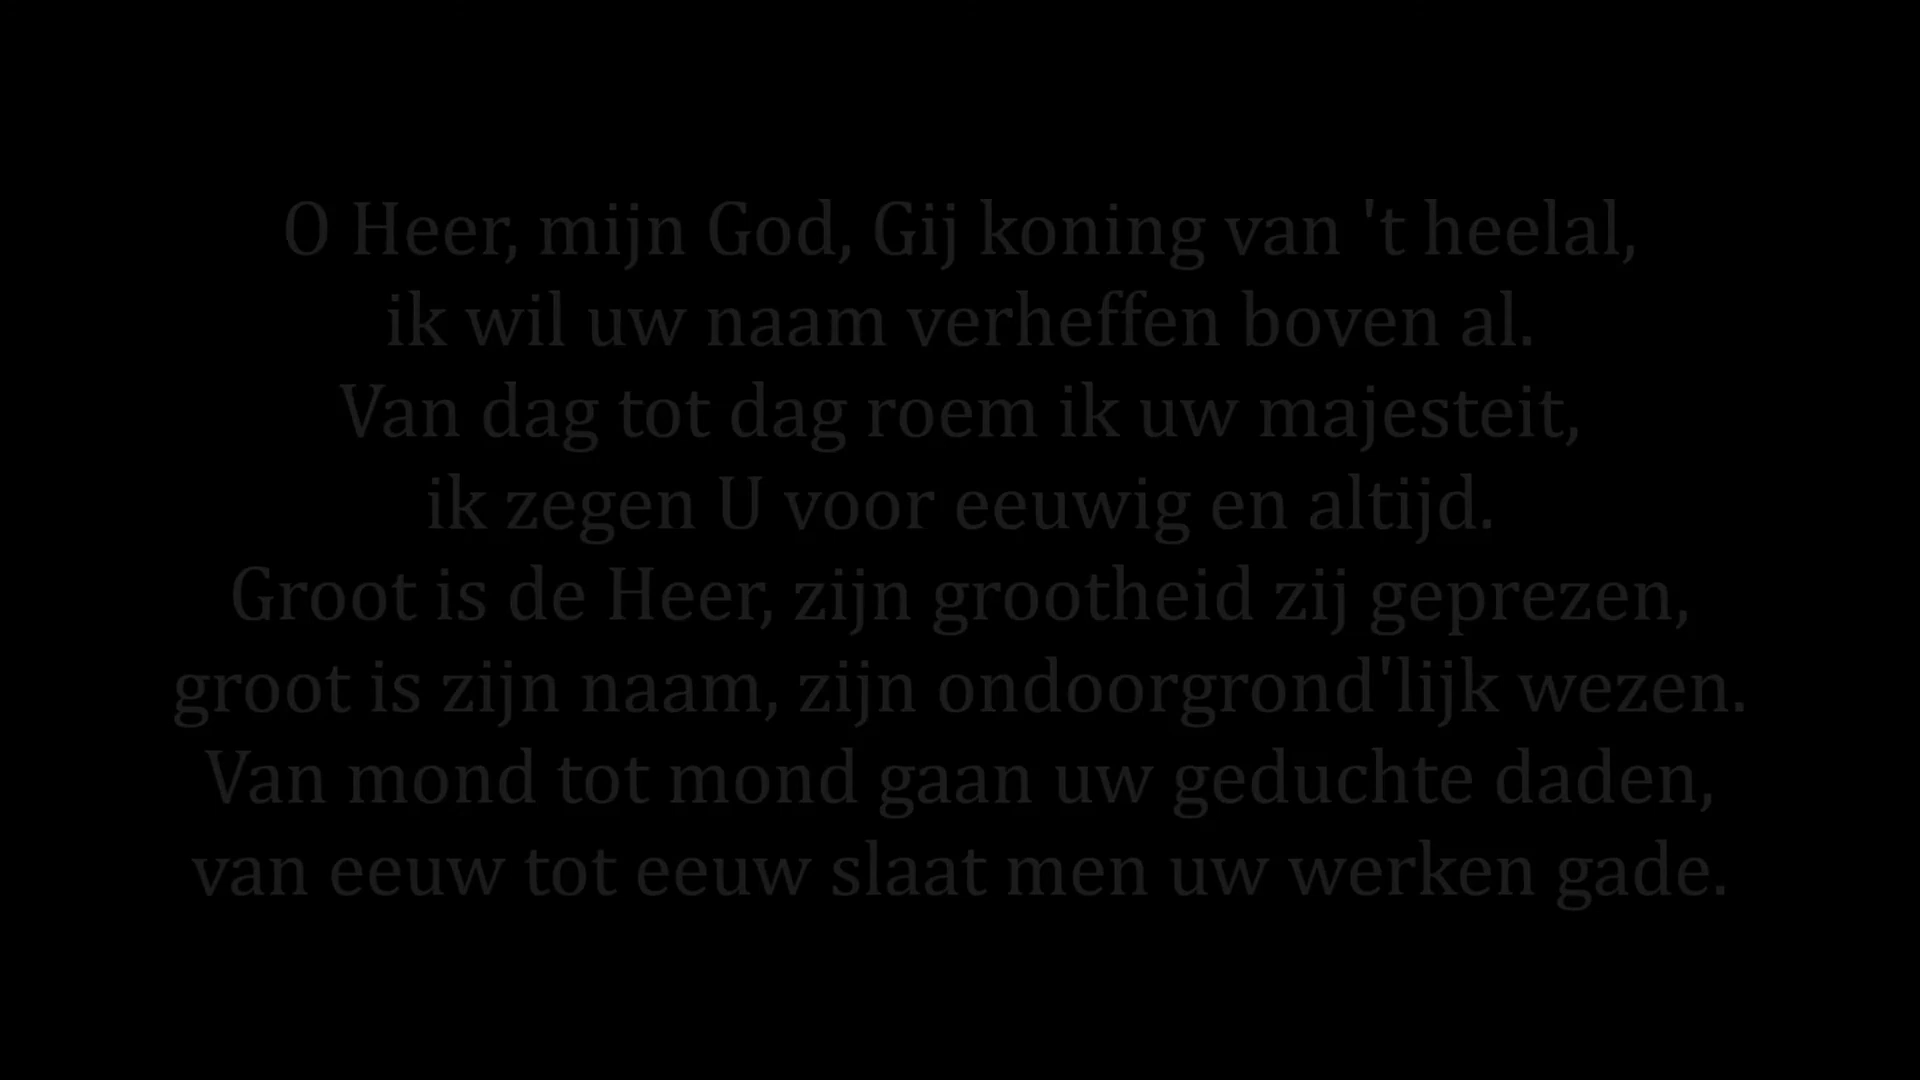 O Heer, mijn God, Gij koning van 't heelal,
ik wil uw naam verheffen boven al.
Van dag tot dag roem ik uw majesteit,
ik zegen U voor eeuwig en altijd.
Groot is de Heer, zijn grootheid zij geprezen,
groot is zijn naam, zijn ondoorgrond'lijk wezen.
Van mond tot mond gaan uw geduchte daden,
van eeuw tot eeuw slaat men uw werken gade.